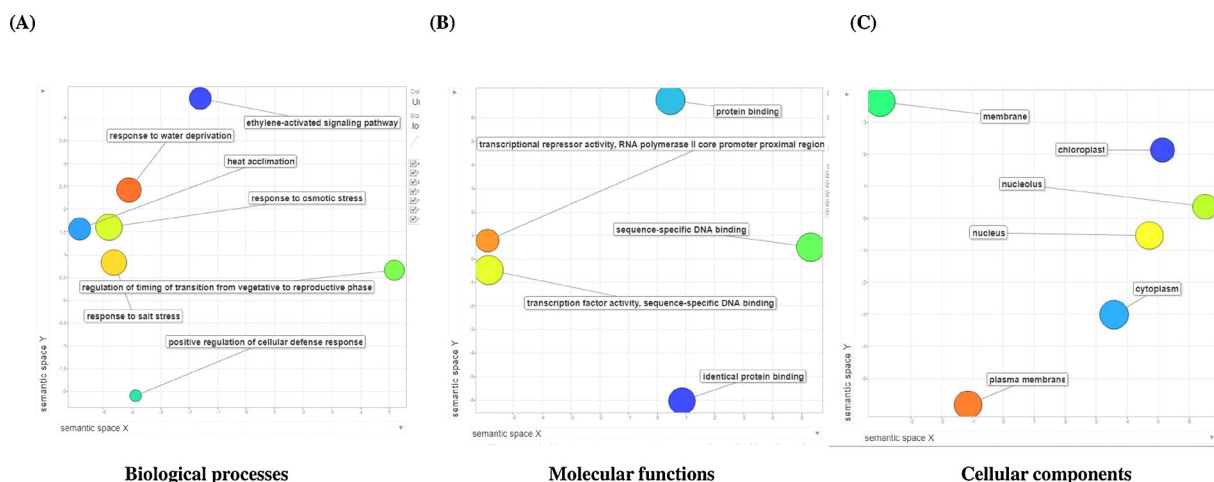 (A)
(B)
(C)
ethylene-activated signaling pathway
response to water deprivation
heat acclimation
response to osmotic stress
regulation of timing of transition from vegetative to reproductive phase
response to salt stress
positive regulation of cellular defense response
semantic space Y
semantic space X
protein binding
transcriptional repressor activity, RNA polymerase II core promoter proximal region
sequence-specific DNA binding
transcription factor activity, sequence-specific DNA binding
identical protein binding
semantic space Y
semantic space X
membrane
chloroplast
nucleolus
nucleus
cytoplasm
plasma membrane
semantic space Y
semantic space X
Biological processes
Molecular functions
Cellular components